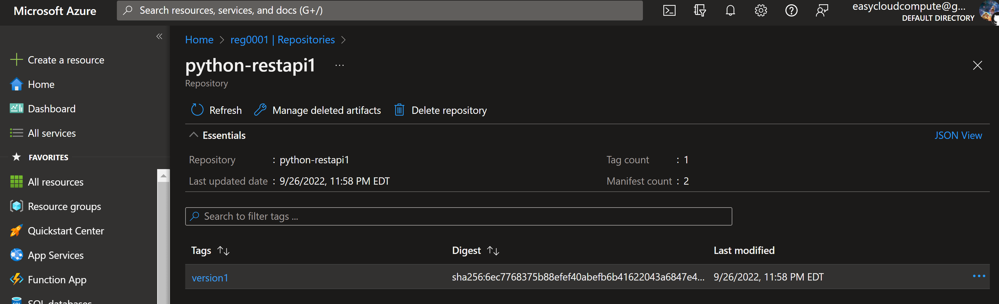 Microsoft Azure
Search resources, services, and docs (G+/)
easycloudcompute@g...
DEFAULT DIRECTORY
Create a resource
Home
Dashboard
All services
FAVORITES
All resources
Resource groups
Quickstart Center
App Services
Function App
SQL databases
Home > reg0001 | Repositories >
python-restapi1 ...
Repository
Refresh Manage deleted artifacts Delete repository
Essentials
JSON View
Repository : python-restapi1
Tag count : 1
Last updated date : 9/26/2022, 11:58 PM EDT
Manifest count : 2
Search to filter tags ...
Tags ↑↓ Digest ↑↓ Last modified
version1 sha256:6ec7768375b88efef40abefb6b41622043a6847e4... 9/26/2022, 11:58 PM EDT